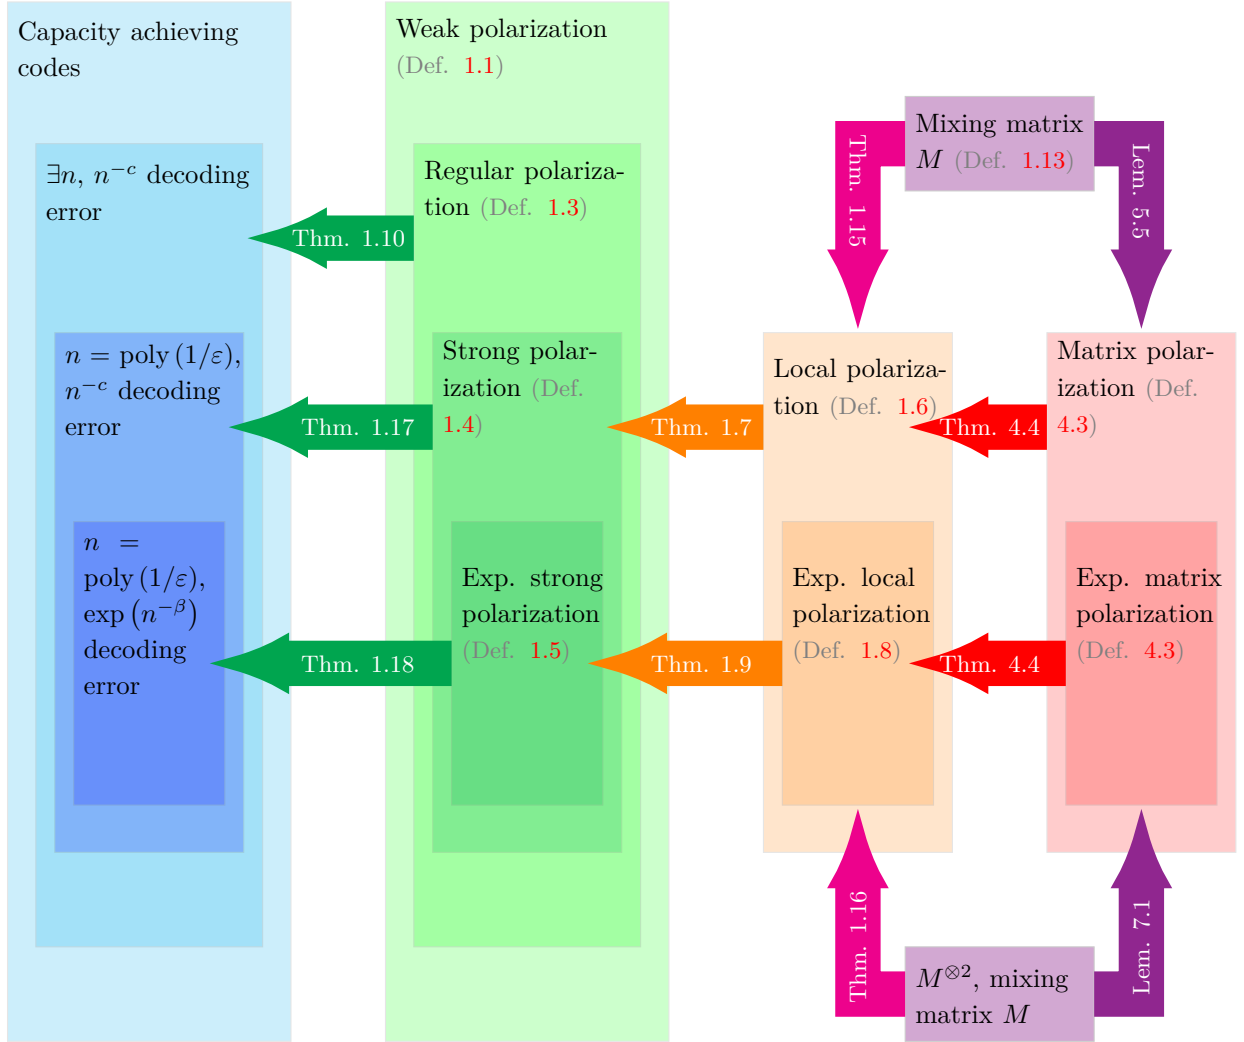 Capacity achieving
codes
∃n, n^{−c} decoding
error
n = poly (1/ε),
n^{−c} decoding
error
n =
poly (1/ε),
exp (n^{−β})
decoding
error
Weak polarization
(Def. 1.1)
Regular polariza-
tion (Def. 1.3)
Strong polar-
ization (Def.
1.4)
Exp. strong
polarization
(Def. 1.5)
Thm. 1.10
Thm. 1.17
Thm. 1.18
Local polariza-
tion (Def. 1.6)
Exp. local
polarization
(Def. 1.8)
Thm. 1.7
Thm. 1.9
Matrix polar-
ization (Def.
4.3)
Exp. matrix
polarization
(Def. 4.3)
Thm. 4.4
Thm. 4.4
Mixing matrix
M (Def. 1.13)
Thm. 1.15
Lem. 5.5
M^{⊗2}, mixing
matrix M
Thm. 1.16
Lem. 7.1